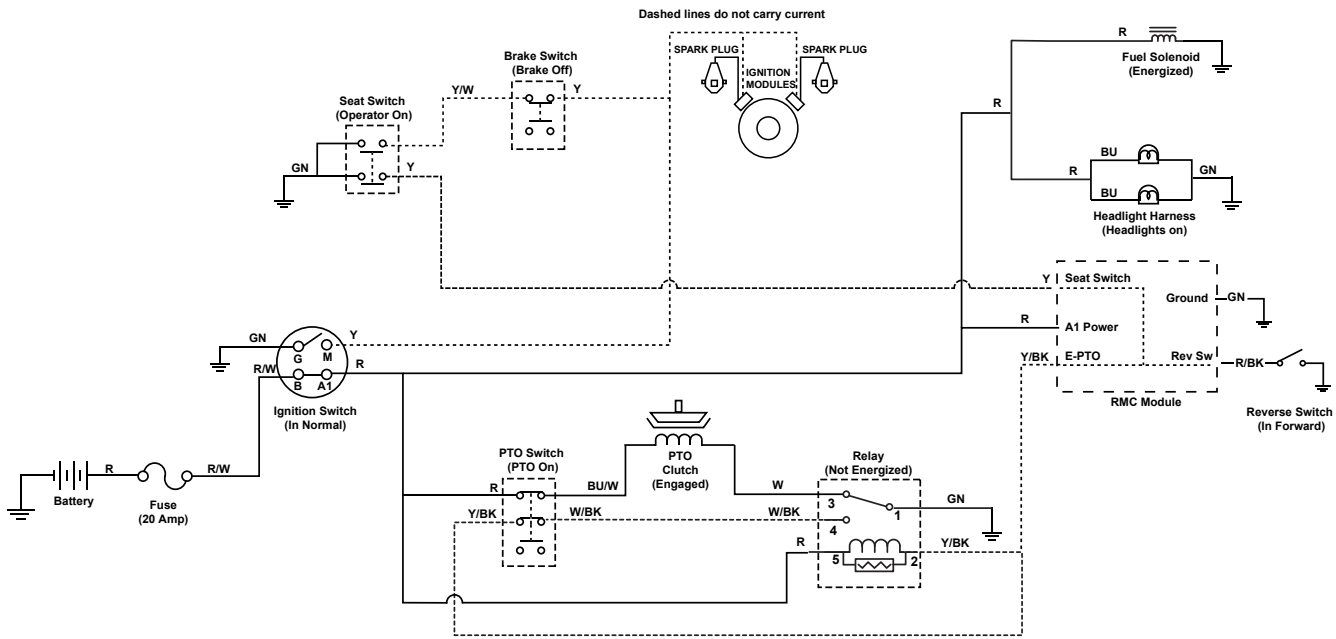 Dashed lines do not carry current
SPARK PLUG
SPARK PLUG
IGNITION
MODULES
R
Fuel Solenoid
(Energized)
Brake Switch
(Brake Off)
Y/W
Y
Seat Switch
(Operator On)
GN
Y
R
R
BU
BU
GN
Headlight Harness
(Headlights on)
Y
Seat Switch
Ground
GN
R
A1 Power
Y/BK
E-PTO
Rev Sw
R/BK
RMC Module
Reverse Switch
(In Forward)
GN
G
M
Y
R/W
B
A1
R
Ignition Switch
(In Normal)
R
R/W
Battery
Fuse
(20 Amp)
PTO Switch
(PTO On)
R
BU/W
Y/BK
W/BK
PTO
Clutch
(Engaged)
W
W/BK
Relay
(Not Energized)
3
1
GN
4
R
5
2
Y/BK